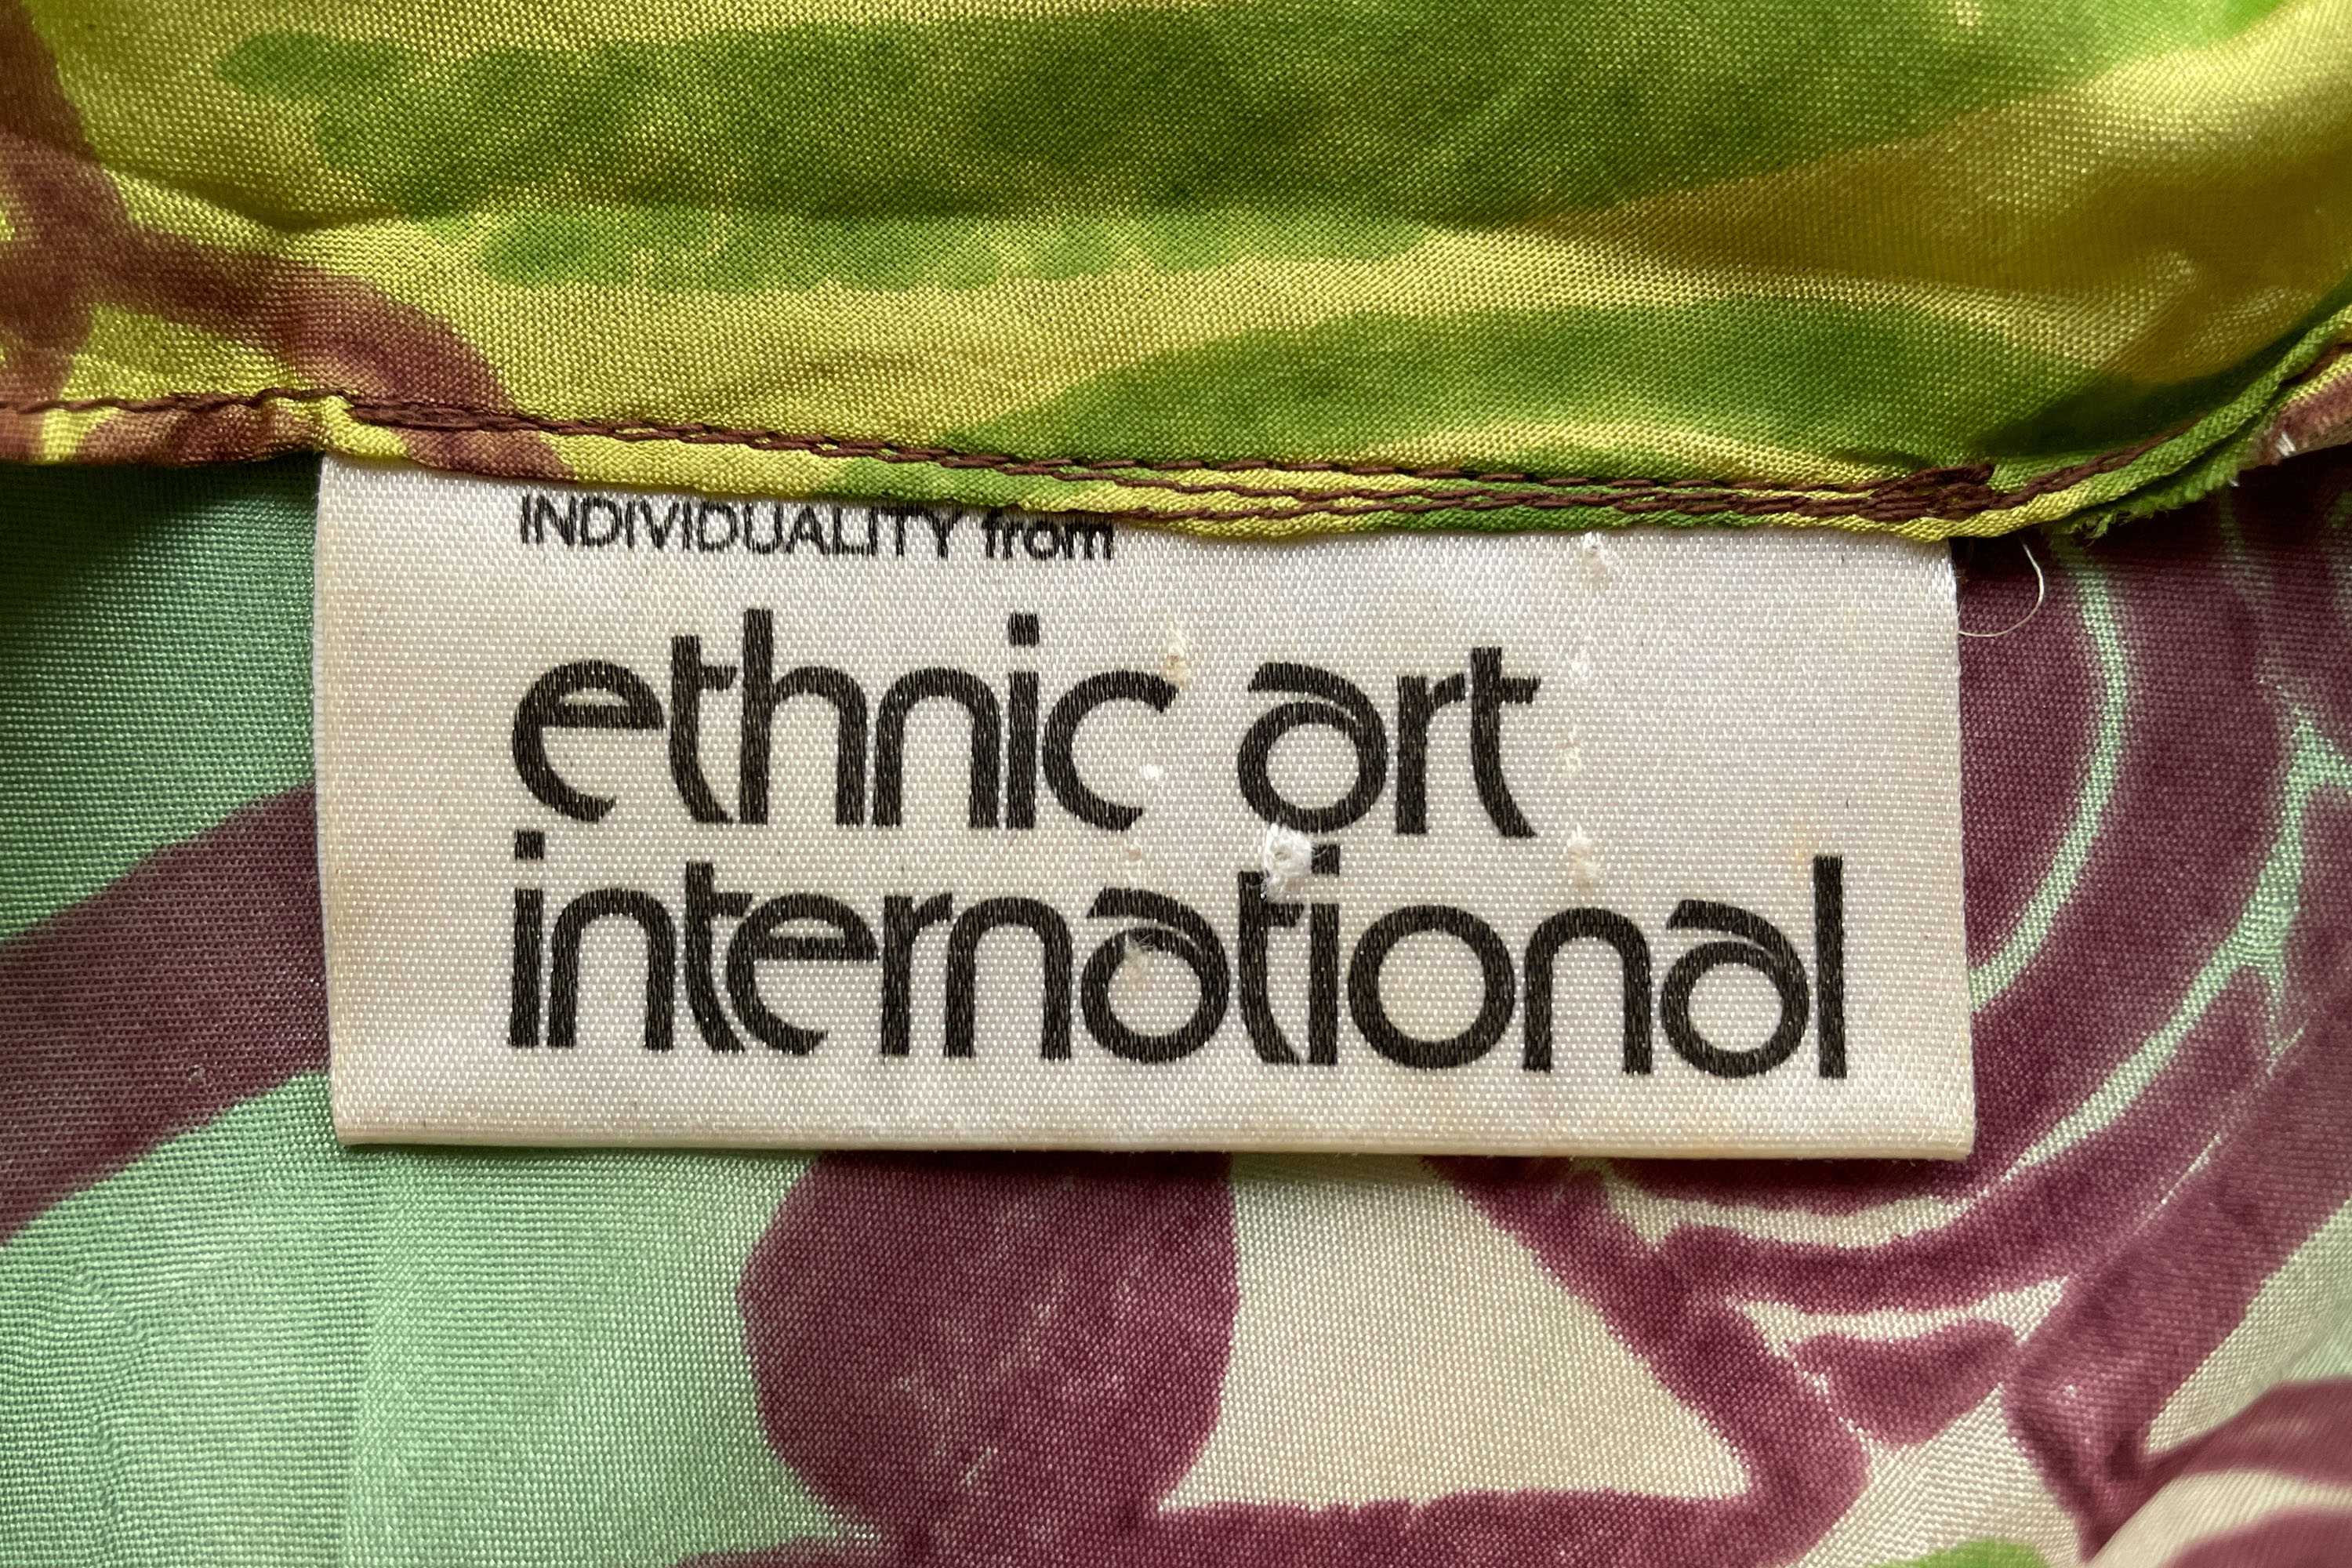 INDIVIDUALITY from
ethnic art
international